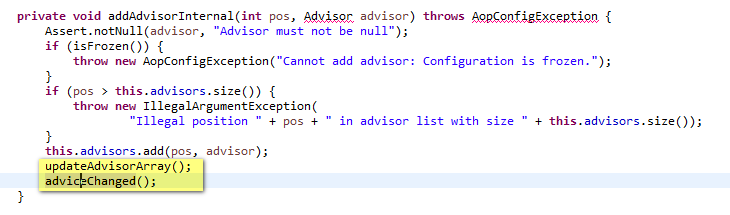 private void addAdvisorInternal(int pos, Advisor advisor) throws AopConfigException {
Assert.notNull(advisor, "Advisor must not be null");
if (isFrozen()) {
throw new AopConfigException("Cannot add advisor: Configuration is frozen.");
}
if (pos > this.advisors.size()) {
throw new IllegalArgumentException(
"Illegal position " + pos + " in advisor list with size " + this.advisors.size());
}
this.advisors.add(pos, advisor);
updateAdvisorArray();
adviceChanged();
}